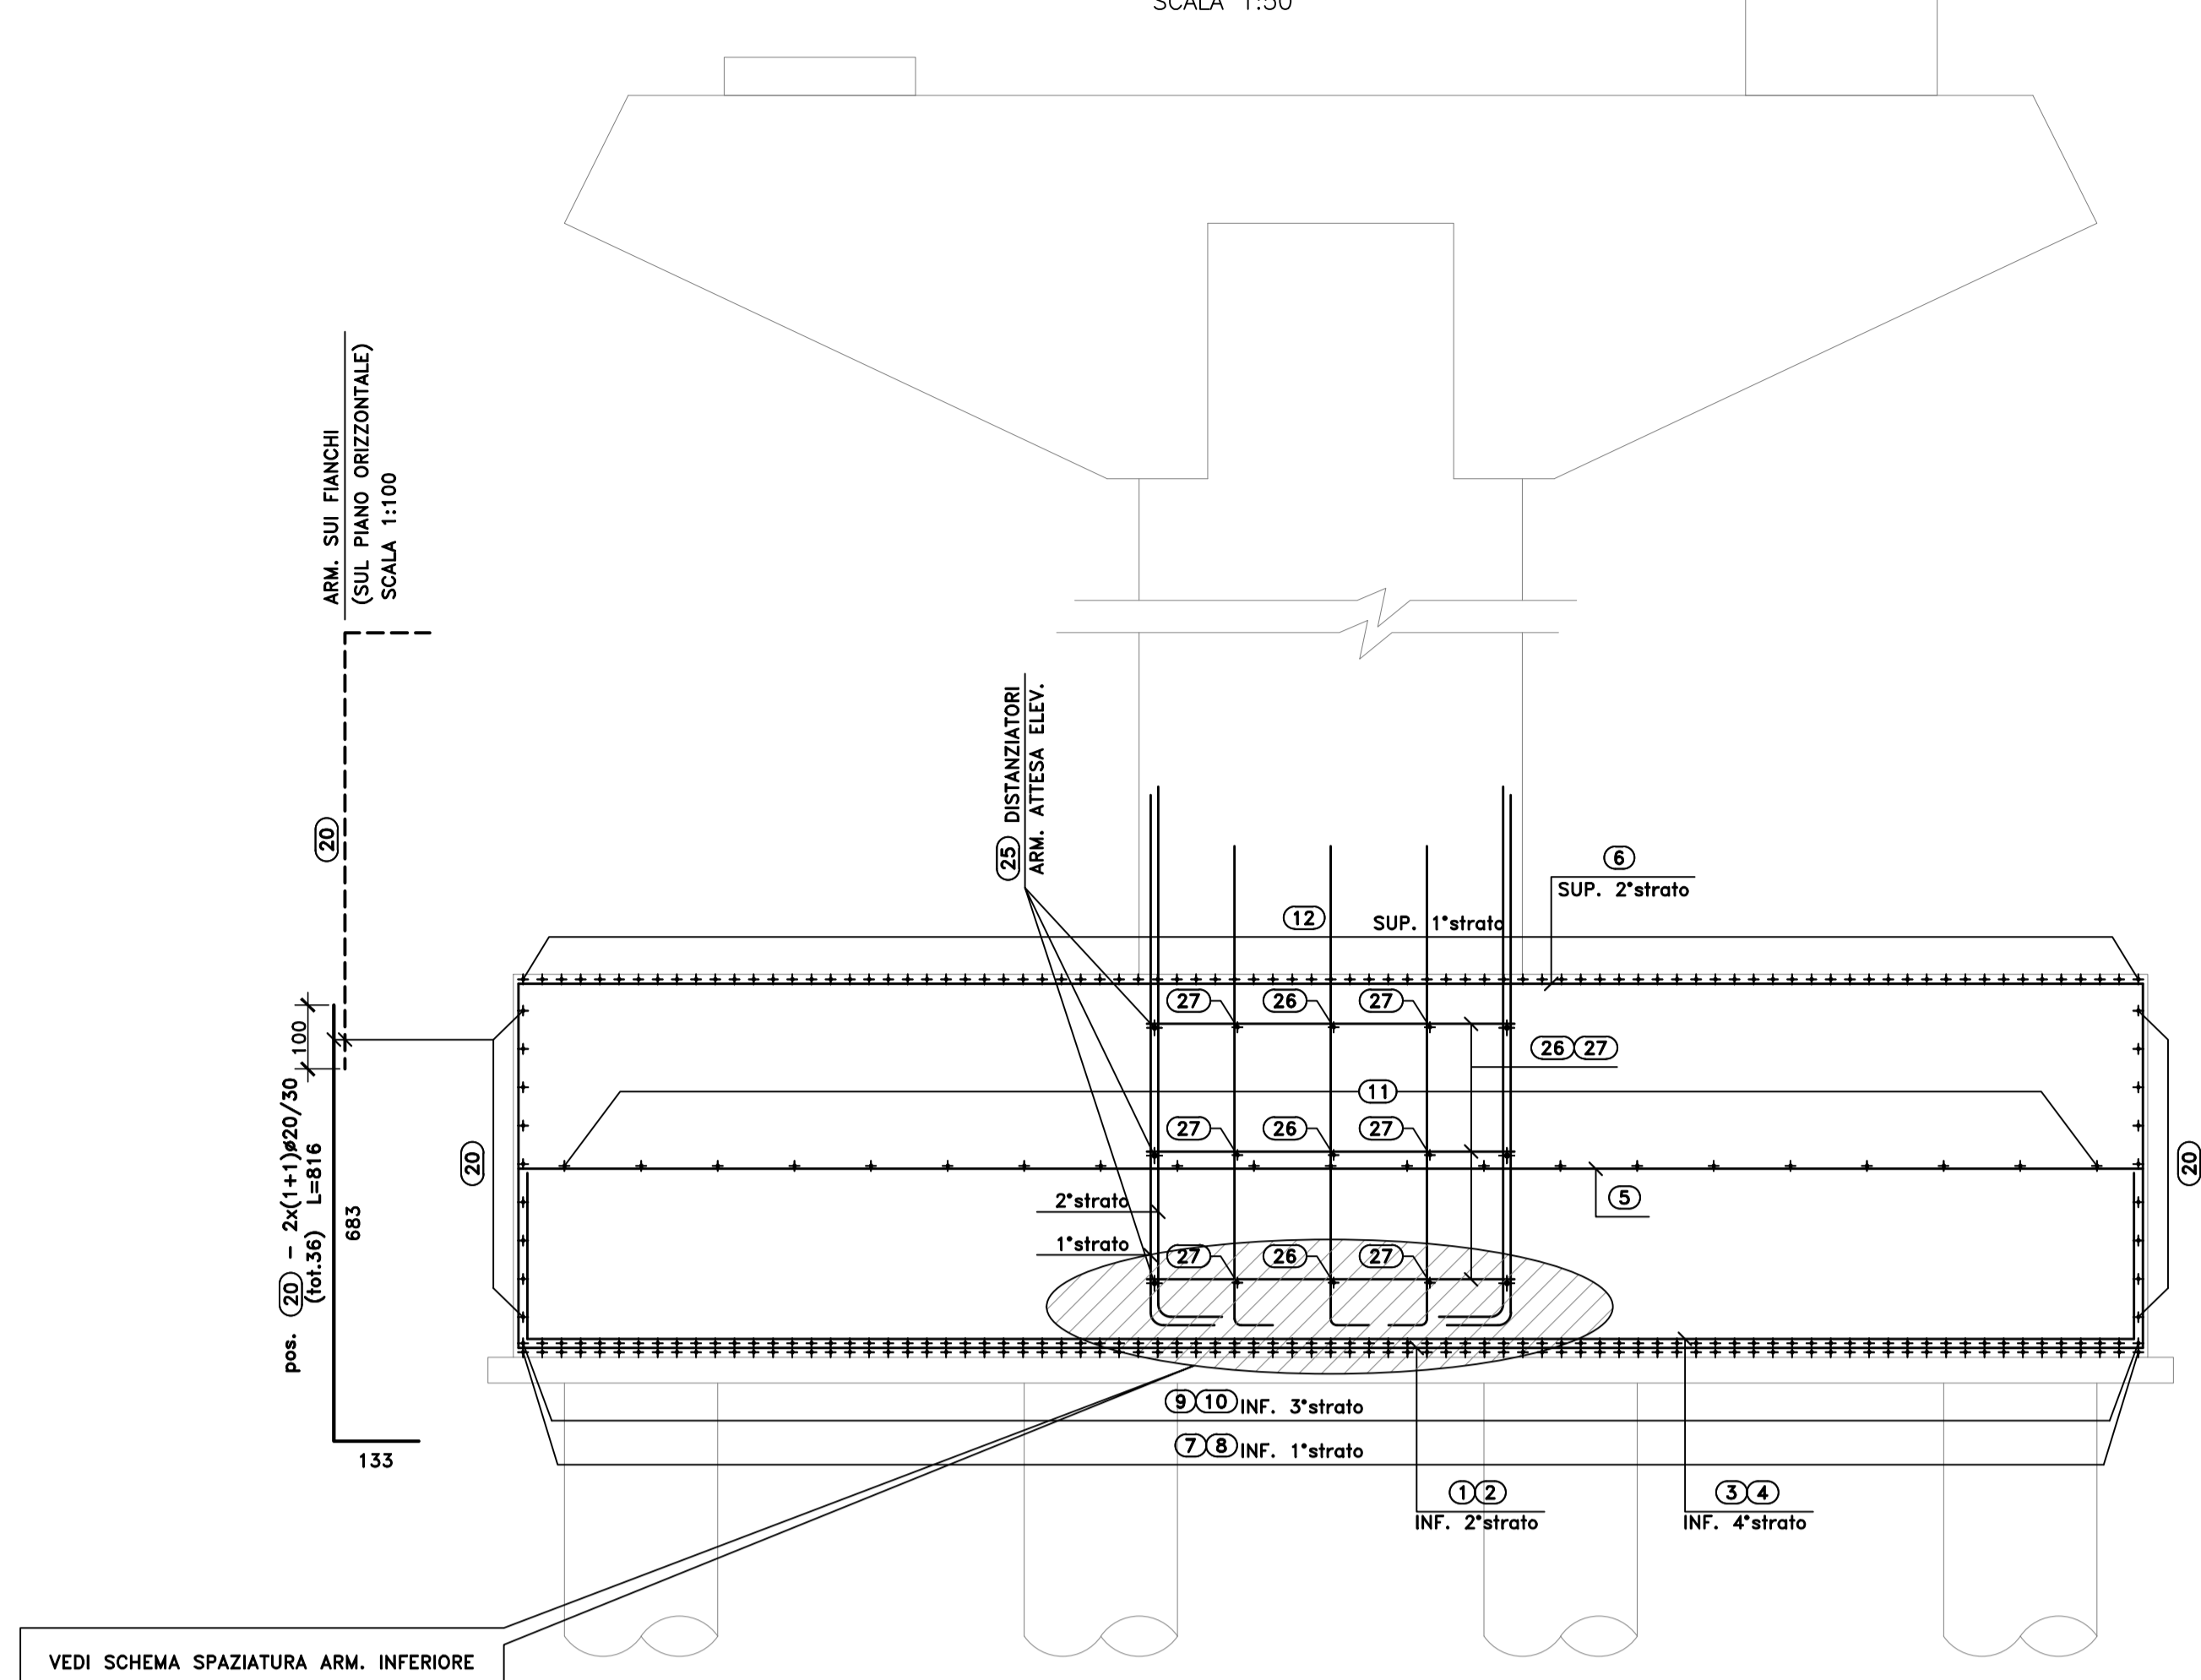 SCALA 1:50
ARM. SUI FIANCHI
(SUL PIANO ORIZZONTALE)
SCALA 1:100
20
100
pos. 20 - 2x(1+1)ø20/30
(tot.36) L=816
683
133
20
25 DISTANZIATORI
ARM. ATTESA ELEV.
6
SUP. 2°strato
12 SUP. 1°strato
27 26 27
26 27
11
27 26 27
20
5
2°strato
1°strato
27 26 27
9 10 INF. 3°strato
7 8 INF. 1°strato
1 2
INF. 2°strato
3 4
INF. 4°strato
VEDI SCHEMA SPAZIATURA ARM. INFERIORE